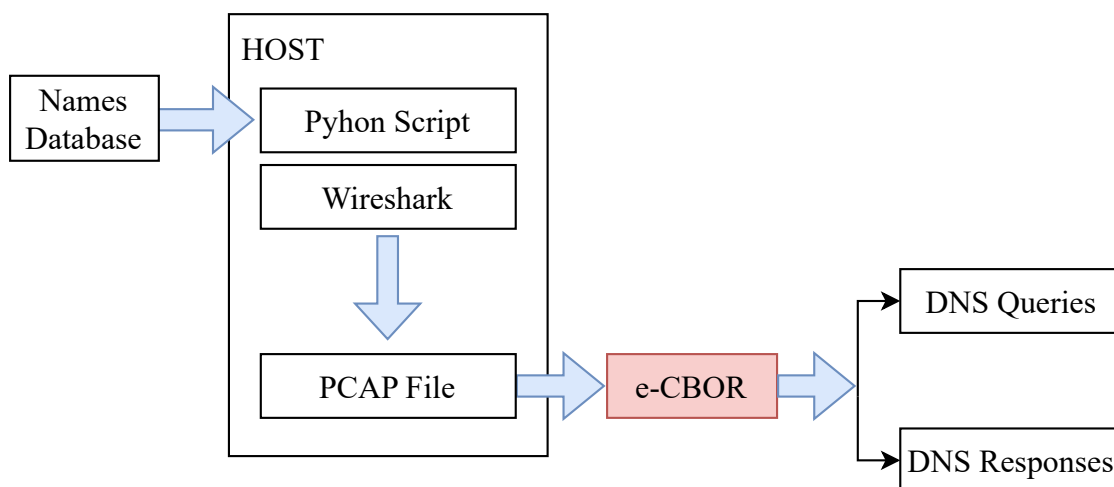 HOST
Names
Database
Pyhon Script
Wireshark
PCAP File
e-CBOR
DNS Queries
DNS Responses